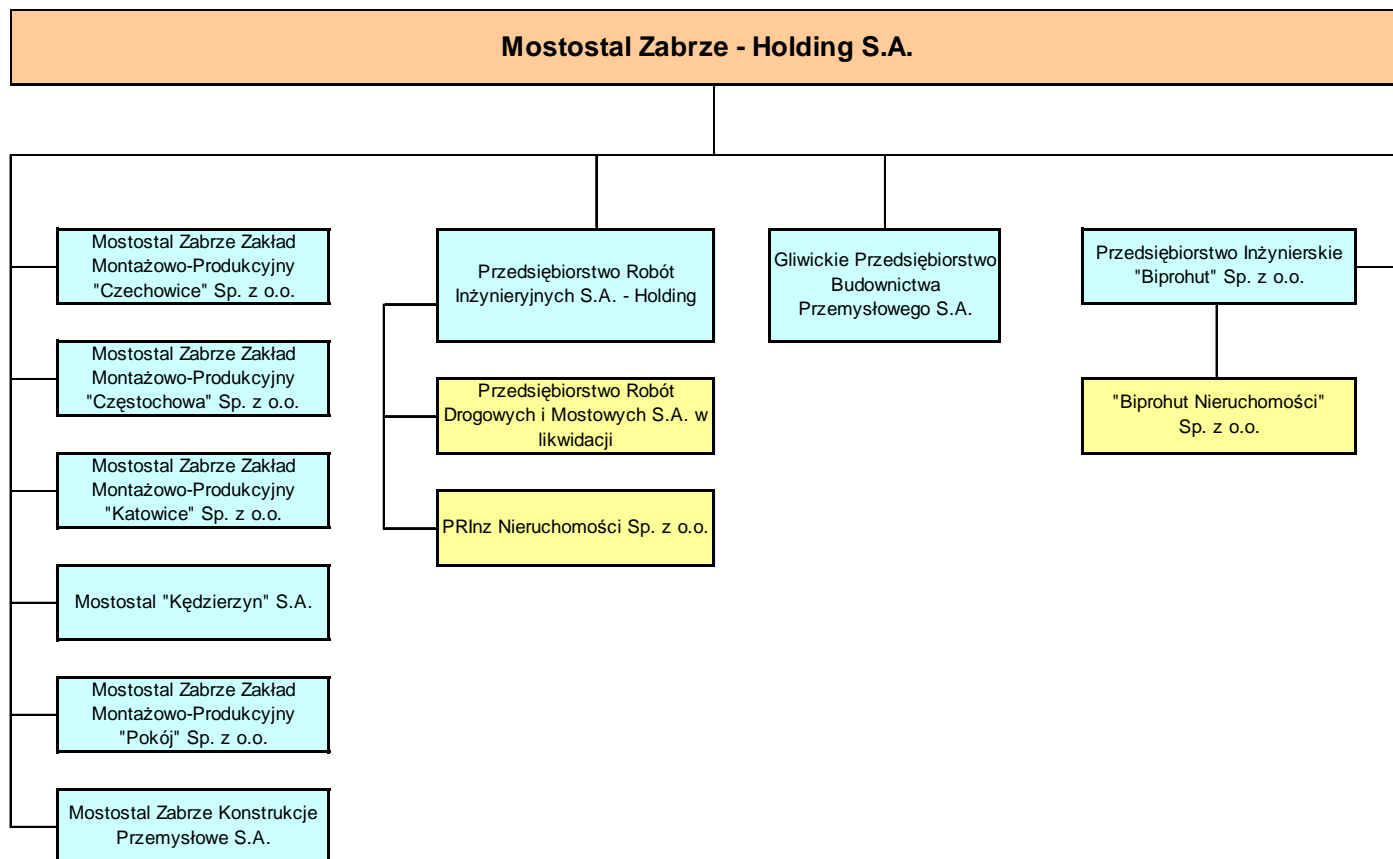 Mostostal Zabrze - Holding S.A.
Mostostal Zabrze Zakład
Montażowo-Produkcyjny
"Czechowice" Sp. z o.o.
Mostostal Zabrze Zakład
Montażowo-Produkcyjny
"Częstochowa" Sp. z o.o.
Mostostal Zabrze Zakład
Montażowo-Produkcyjny
"Katowice" Sp. z o.o.
Mostostal "Kędzierzyn" S.A.
Mostostal Zabrze Zakład
Montażowo-Produkcyjny
"Pokój" Sp. z o.o.
Mostostal Zabrze Konstrukcje
Przemysłowe S.A.
Przedsiębiorstwo Robót
Inżynieryjnych S.A. - Holding
Przedsiębiorstwo Robót
Drogowych i Mostowych S.A. w
likwidacji
PRInż Nieruchomości Sp. z o.o.
Gliwickie Przedsiębiorstwo
Budownictwa
Przemysłowego S.A.
Przedsiębiorstwo Inżynierskie
"Biprohut" Sp. z o.o.
"Biprohut Nieruchomości"
Sp. z o.o.